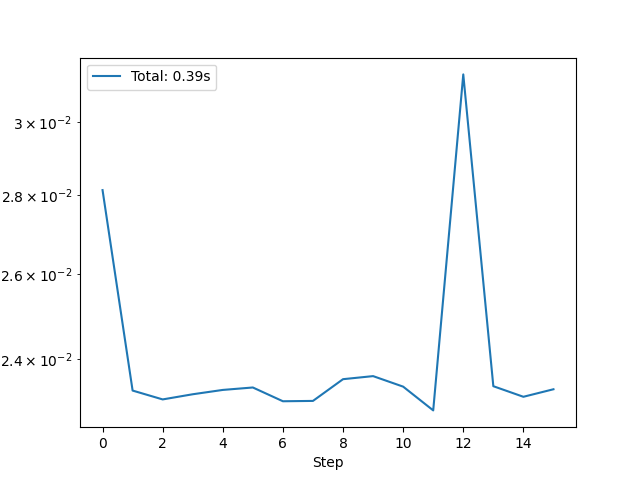 Total: 0.39s
3 × 10⁻²
2.8 × 10⁻²
2.6 × 10⁻²
2.4 × 10⁻²
0 2 4 6 8 10 12 14
Step